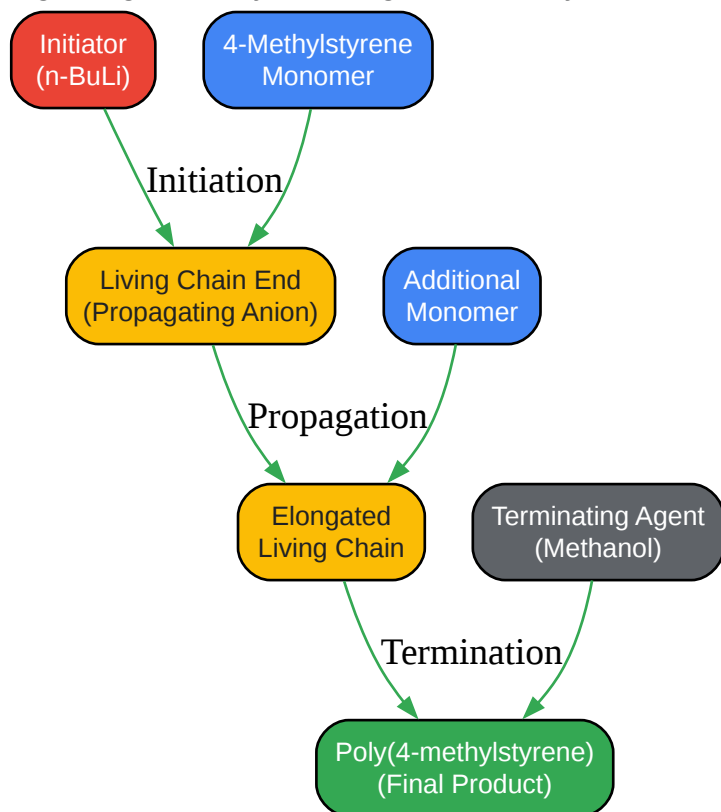 Initiator
(n-BuLi)
4-Methylstyrene
Monomer
Initiation
Living Chain End
(Propagating Anion)
Additional
Monomer
Propagation
Elongated
Living Chain
Terminating Agent
(Methanol)
Termination
Poly(4-methylstyrene)
(Final Product)